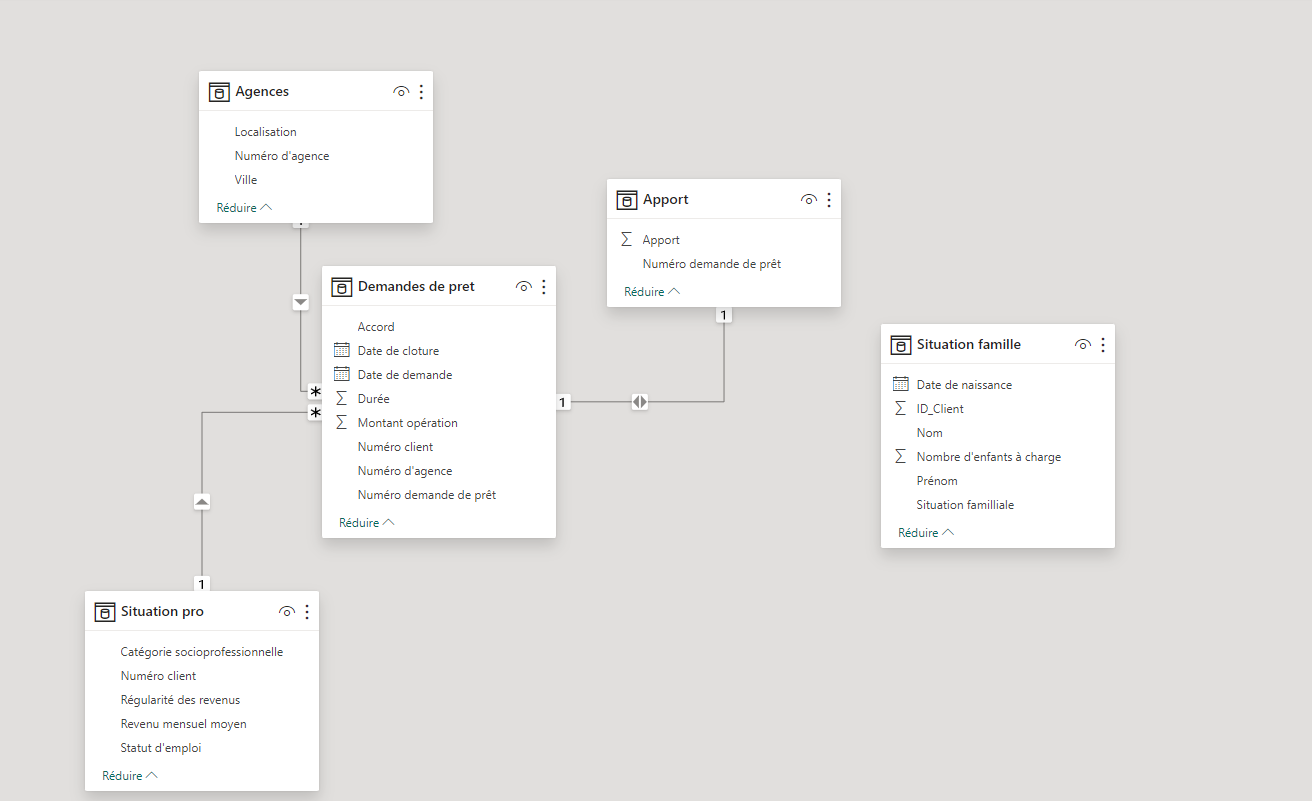 Agences
Localisation
Numéro d'agence
Ville
Réduire
Demandes de pret
Accord
Date de cloture
Date de demande
Durée
Montant opération
Numéro client
Numéro d'agence
Numéro demande de prêt
Réduire
Apport
Apport
Numéro demande de prêt
Réduire
1
1
*
*
1
Situation famille
Date de naissance
ID_Client
Nom
Nombre d'enfants à charge
Prénom
Situation familliale
Réduire
Situation pro
Catégorie socioprofessionnelle
Numéro client
Régularité des revenus
Revenu mensuel moyen
Statut d'emploi
Réduire